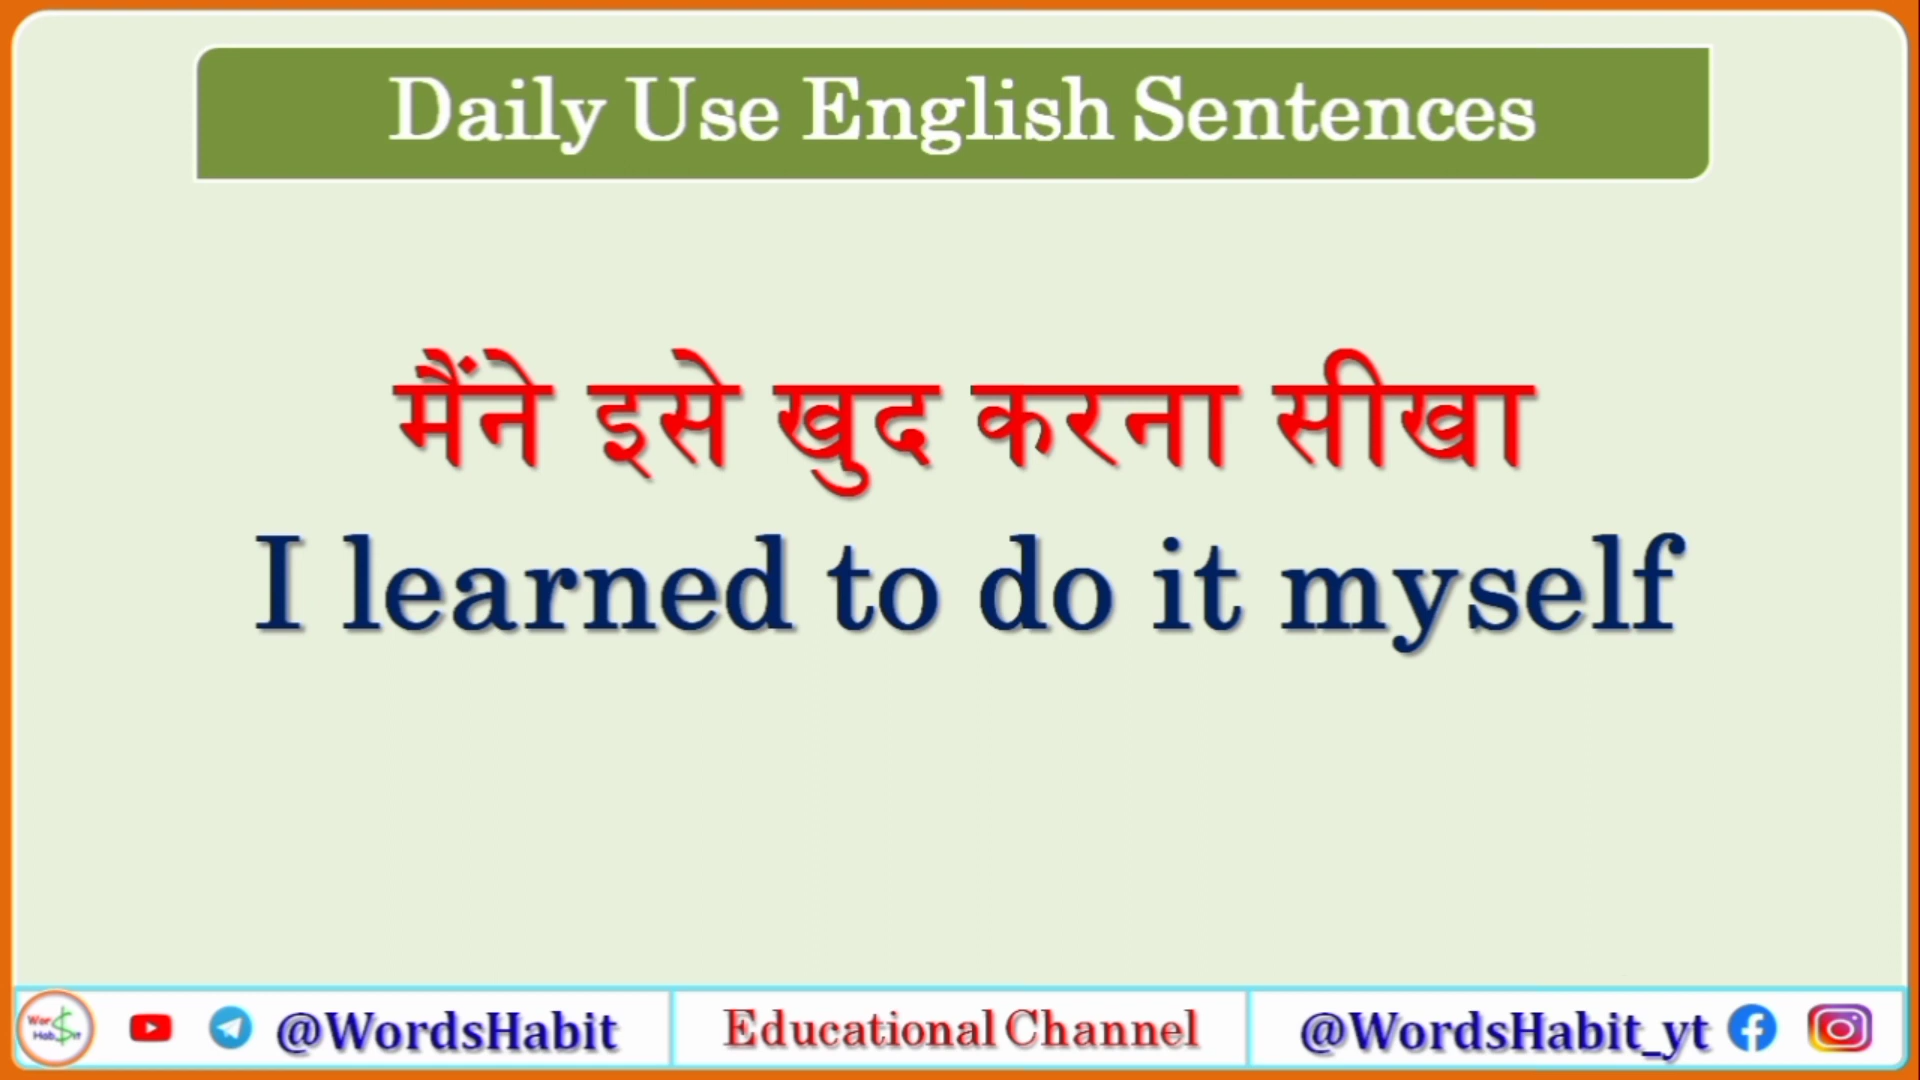 Daily Use English Sentences
मैंने इसे खुद करना सीखा
I learned to do it myself
@WordsHabit Educational Channel @WordsHabit_yt